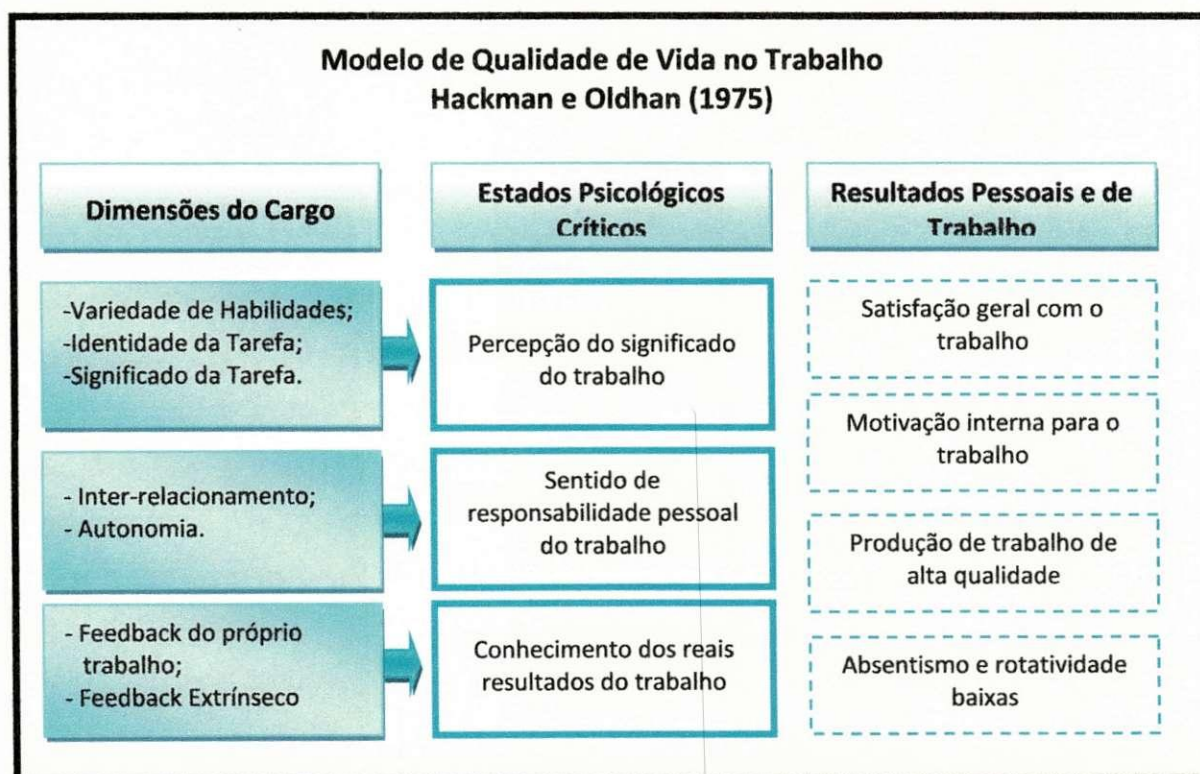 Modelo de Qualidade de Vida no Trabalho
Hackman e Oldhan (1975)
Dimensões do Cargo
Estados Psicológicos
Críticos
Resultados Pessoais e de
Trabalho
-Variedade de Habilidades;
-Identidade da Tarefa;
-Significado da Tarefa.
Percepção do significado
do trabalho
Satisfação geral com o
trabalho
Motivação interna para o
trabalho
- Inter-relacionamento;
- Autonomia.
Sentido de
responsabilidade pessoal
do trabalho
Produção de trabalho de
alta qualidade
- Feedback do próprio
trabalho;
- Feedback Extrínseco
Conhecimento dos reais
resultados do trabalho
Absentismo e rotatividade
baixas